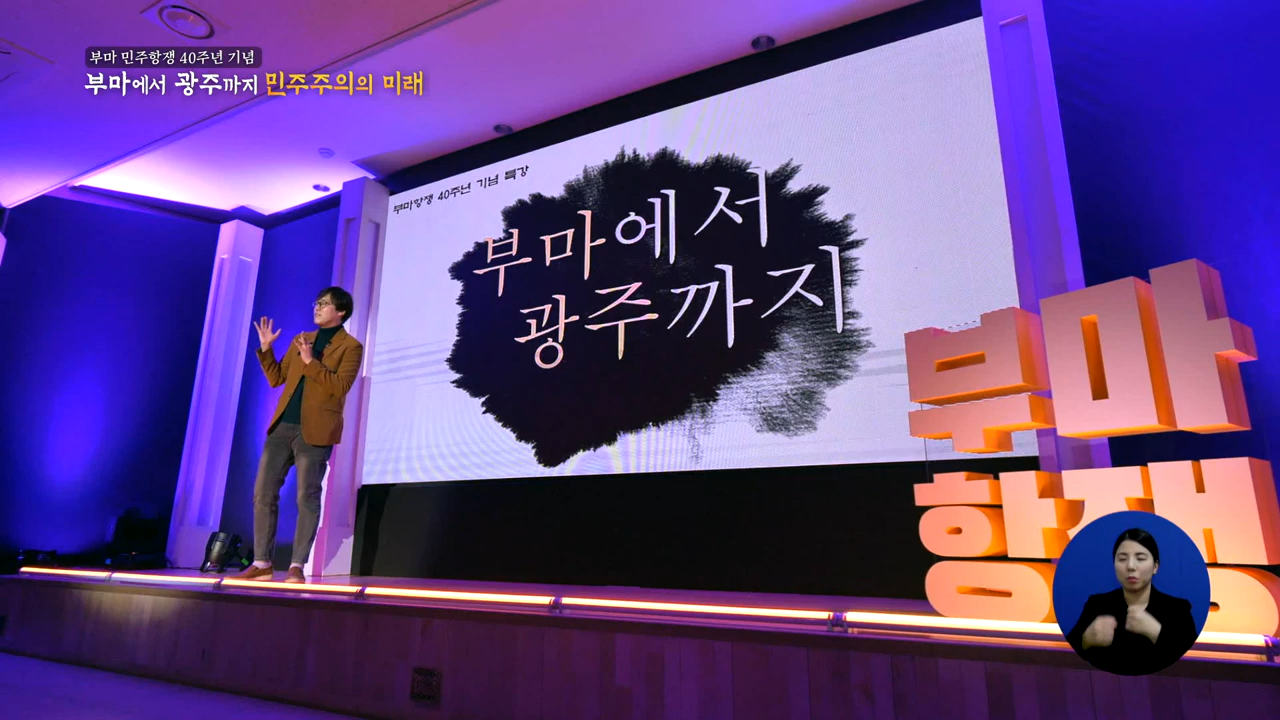 부마 민주항쟁 40주년 기념
부마에서 광주까지 민주주의의 미래
부마항쟁 40주년 기념 특강
부마에서
광주까지
부마
항쟁